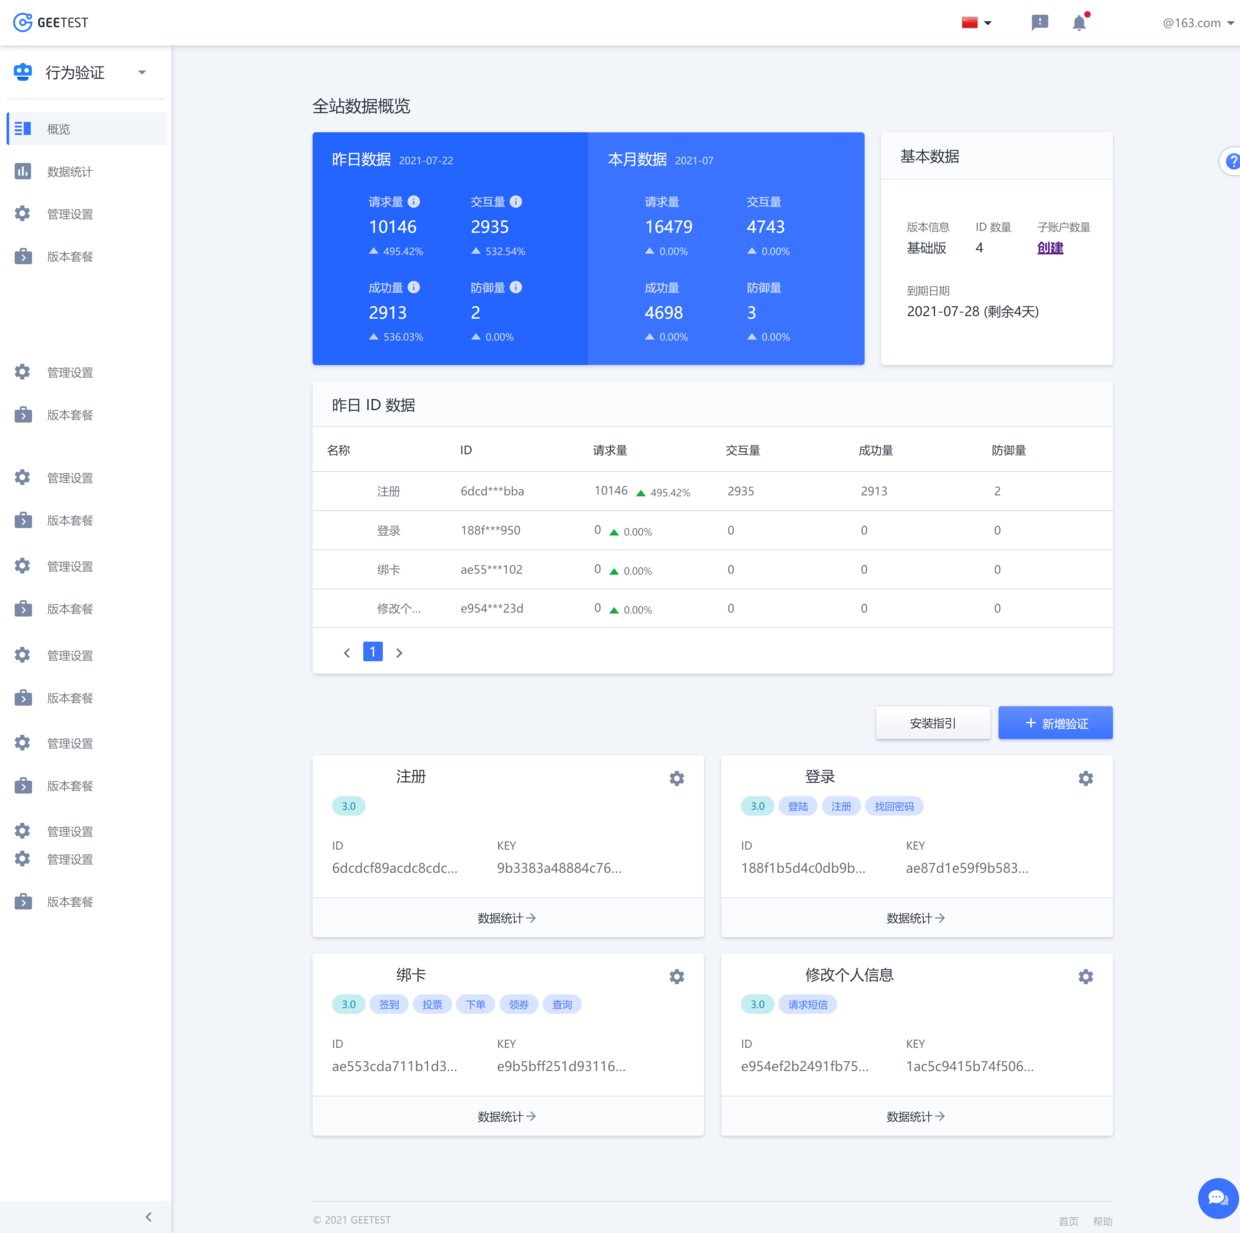 GEETEST
@163.com
行为验证
概览
数据统计
管理设置
版本套餐
管理设置
版本套餐
管理设置
版本套餐
管理设置
版本套餐
管理设置
版本套餐
管理设置
版本套餐
管理设置
管理设置
版本套餐
全站数据概览
昨日数据 2021-07-22
请求量 交互量
10146 2935
495.42% 532.54%
成功量 防御量
2913 2
536.03% 0.00%
本月数据 2021-07
请求量 交互量
16479 4743
0.00% 0.00%
成功量 防御量
4698 3
0.00% 0.00%
基本数据
版本信息 ID 数量 子账户数量
基础版 4 创建
到期日期
2021-07-28 (剩余4天)
昨日 ID 数据
名称 ID 请求量 交互量 成功量 防御量
注册 6dcd***bba 10146 495.42% 2935 2913 2
登录 188f***950 0 0.00% 0 0 0
绑卡 ae55***102 0 0.00% 0 0 0
修改个... e954***23d 0 0.00% 0 0 0
1
安装指引 + 新增验证
注册
3.0
ID KEY
6dcdcf89acdc8cdc... 9b3383a48884c76...
数据统计→
登录
3.0 登陆 注册 找回密码
ID KEY
188f1b5d4c0db9b... ae87d1e59f9b583...
数据统计→
绑卡
3.0 签到 投票 下单 领券 查询
ID KEY
ae553cda711b1d3... e9b5bff251d93116...
数据统计→
修改个人信息
3.0 请求短信
ID KEY
e954ef2b2491fb75... 1ac5c9415b74f506...
数据统计→
© 2021 GEETEST
首页 帮助